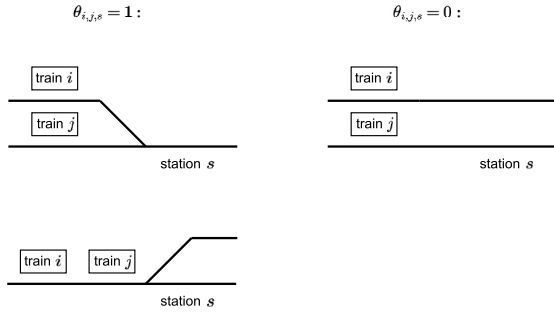 θ_{i,j,s} = 1 :
train i
train j
station s
train i train j
station s
θ_{i,j,s} = 0 :
train i
train j
station s